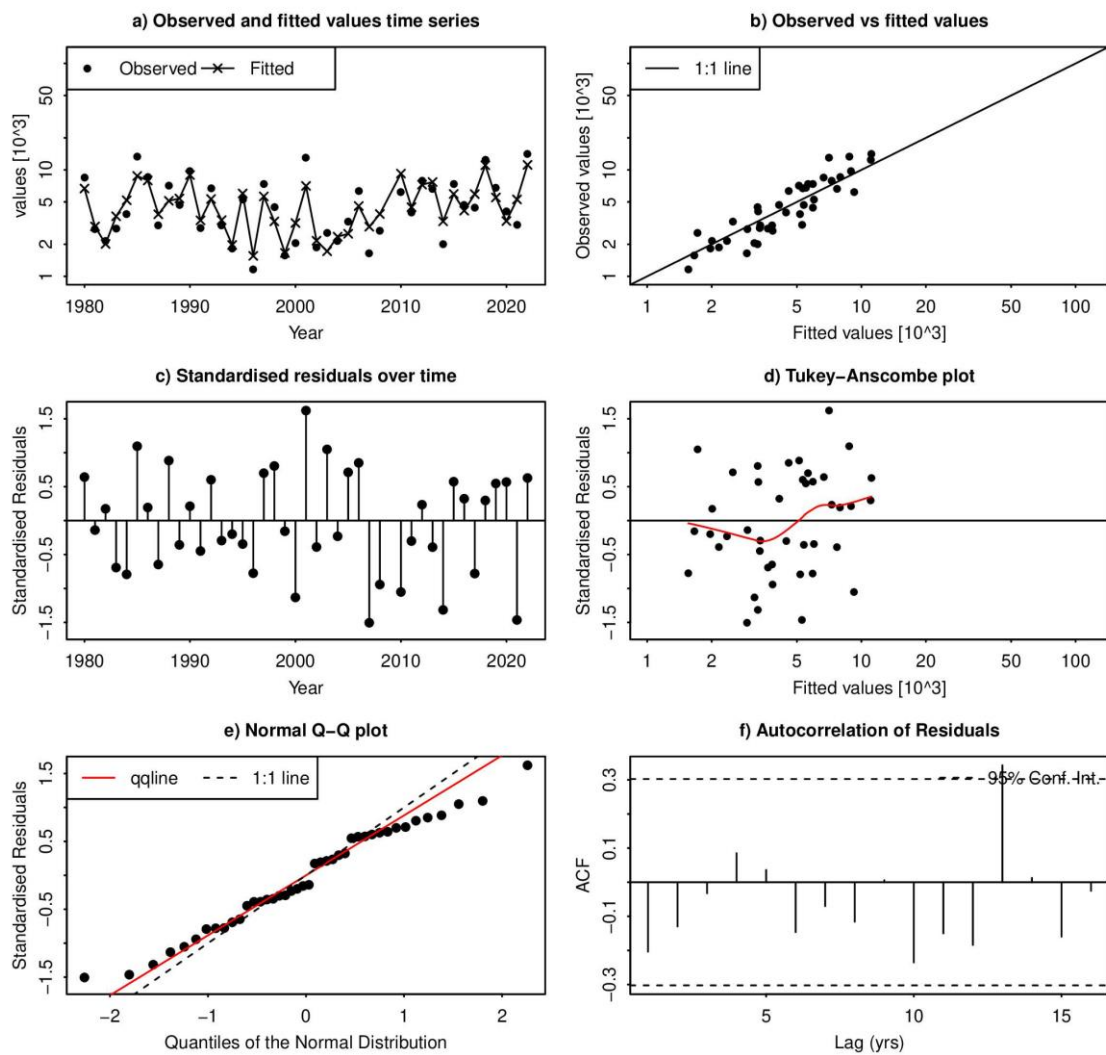 a) Observed and fitted values time series
values [10^3]
1 2 5 10 50
Observed Fitted
1980 1990 2000 2010 2020
Year
b) Observed vs fitted values
Observed values [10^3]
1 2 5 10 50
1:1 line
1 2 5 10 20 50 100
Fitted values [10^3]
c) Standardised residuals over time
Standardised Residuals
−1.5 −0.5 0.5 1.5
1980 1990 2000 2010 2020
Year
d) Tukey−Anscombe plot
Standardised Residuals
−1.5 −0.5 0.5 1.5
1 2 5 10 20 50 100
Fitted values [10^3]
e) Normal Q−Q plot
Standardised Residuals
−1.5 −0.5 0.5 1.5
qqline 1:1 line
−2 −1 0 1 2
Quantiles of the Normal Distribution
f) Autocorrelation of Residuals
ACF
−0.3 −0.1 0.1 0.3
95% Conf. Int.
5 10 15
Lag (yrs)